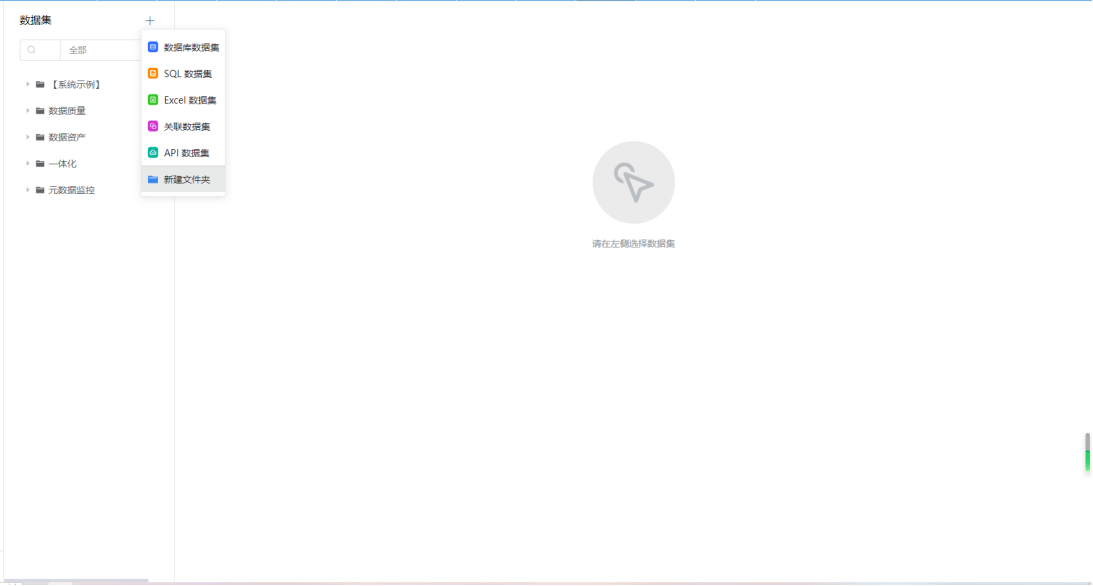 数据集
全部
【系统示例】
数据质量
数据资产
一体化
元数据监控
数据库数据集
SQL 数据集
Excel 数据集
关联数据集
API 数据集
新建文件夹
请在左侧选择数据集